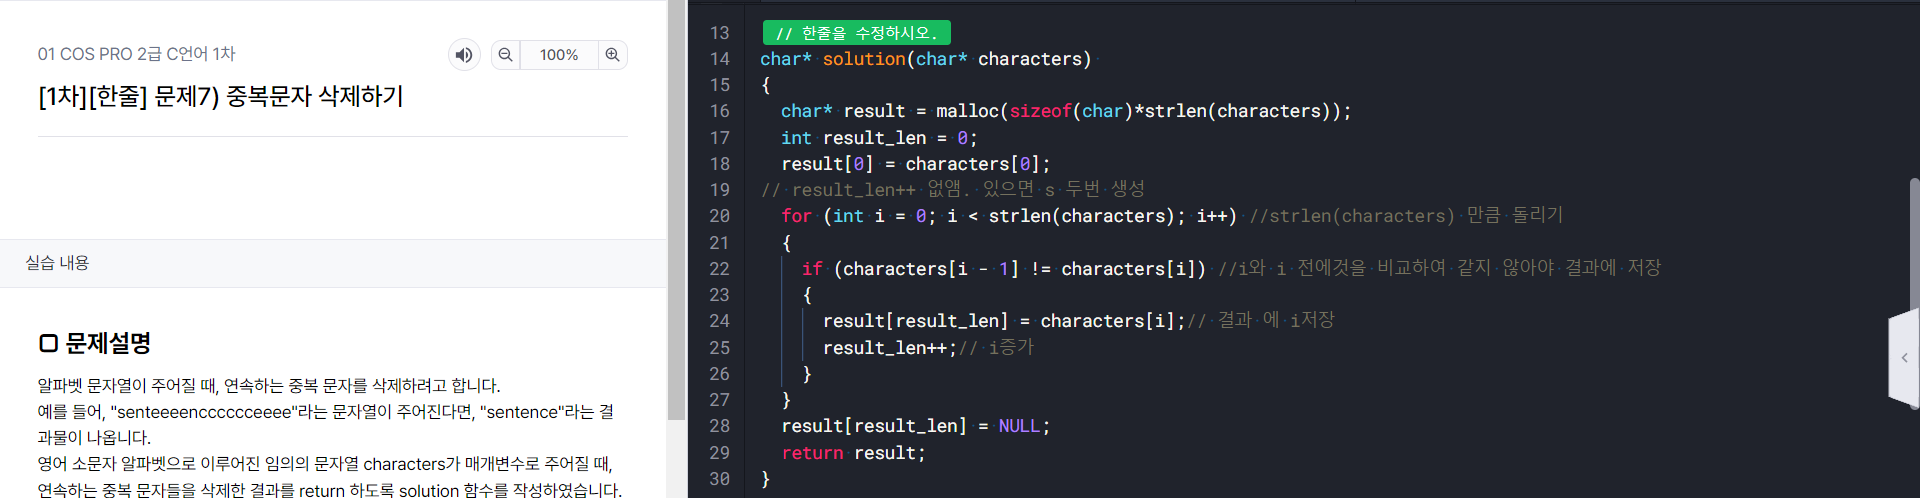 01 COS PRO 2급 C언어 1차
100%
[1차][한줄] 문제7) 중복문자 삭제하기
실습 내용
문제설명
알파벳 문자열이 주어질 때, 연속하는 중복 문자를 삭제하려고 합니다.
예를 들어, "senteeeencccccceeee"라는 문자열이 주어진다면, "sentence"라는 결
과물이 나옵니다.
영어 소문자 알파벳으로 이루어진 임의의 문자열 characters가 매개변수로 주어질 때,
연속하는 중복 문자들을 삭제한 결과를 return 하도록 solution 함수를 작성하였습니다.
13 // 한줄을 수정하시오.
14 char* solution(char* characters)
15 {
16 char* result = malloc(sizeof(char)*strlen(characters));
17 int result_len = 0;
18 result[0] = characters[0];
19 // result_len++ 없앰. 있으면 s 두번 생성
20 for (int i = 0; i < strlen(characters); i++) //strlen(characters) 만큼 돌리기
21 {
22 if (characters[i - 1] != characters[i]) //i와 i 전에것을 비교하여 같지 않아야 결과에 저장
23 {
24 result[result_len] = characters[i];// 결과 에 i저장
25 result_len++;// i증가
26 }
27 }
28 result[result_len] = NULL;
29 return result;
30 }